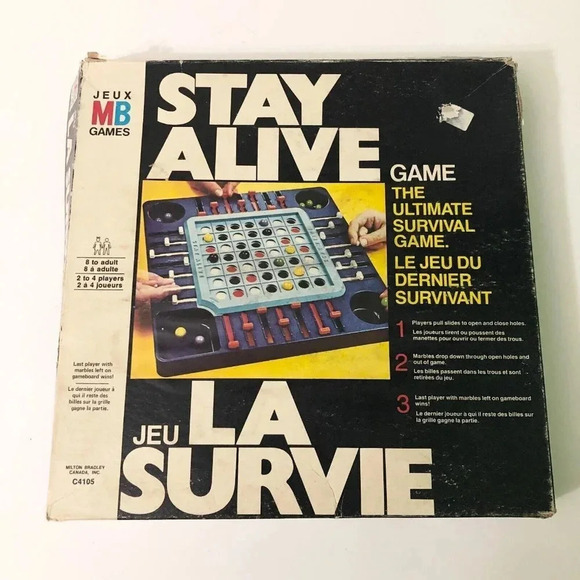 JEUX
MB
GAMES
STAY
ALIVE
GAME
THE
ULTIMATE
SURVIVAL
GAME.
LE JEU DU
DERNIER
SURVIVANT
8 to adult
8 à adulte
2 to 4 players
2 à 4 joueurs
1 Players pull slides to open and close holes.
Les joueurs tirent ou poussent des
manettes pour ouvrir ou fermer des trous.
2 Marbles drop down through open holes and
out of game.
Les billes passent dans les trous et sont
retirées du jeu.
3 Last player with marbles left on gameboard
wins!
Le dernier joueur à qui il reste des billes sur la
grille gagne la partie.
Last player with
marbles left on
gameboard wins!
Le dernier joueur à
qui il reste des
billes sur la grille
gagne la partie.
JEU LA
SURVIE
MILTON BRADLEY
CANADA, INC.
C4105